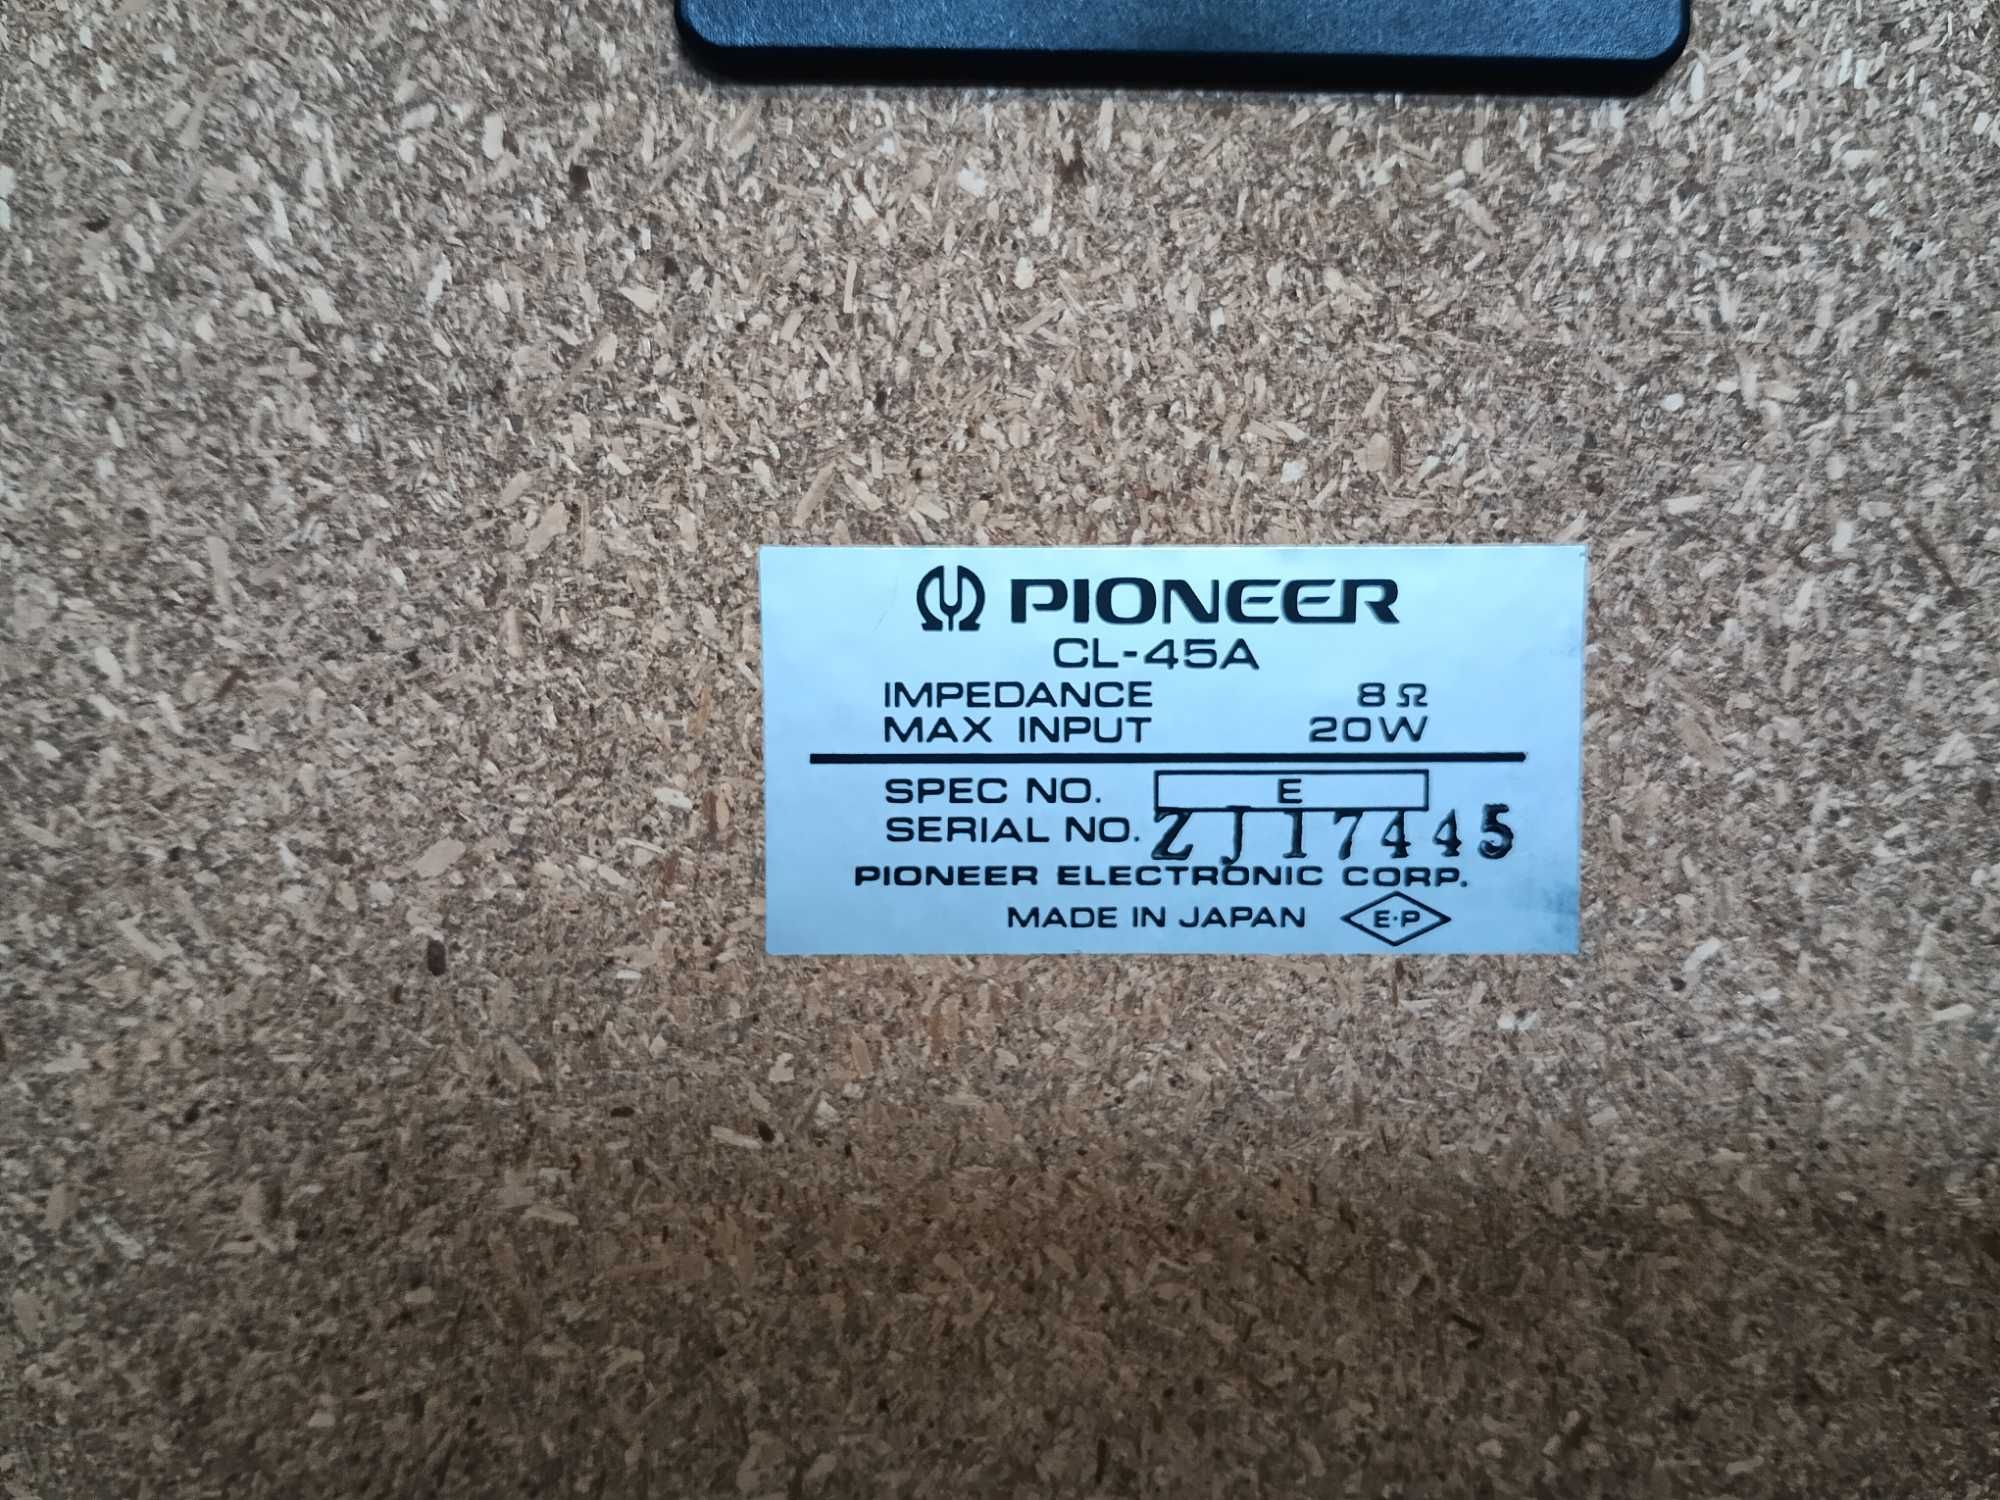 PIONEER
CL-45A
IMPEDANCE 8Ω
MAX INPUT 20W
SPEC NO. E
SERIAL NO. ZJ17445
PIONEER ELECTRONIC CORP.
MADE IN JAPAN E·P